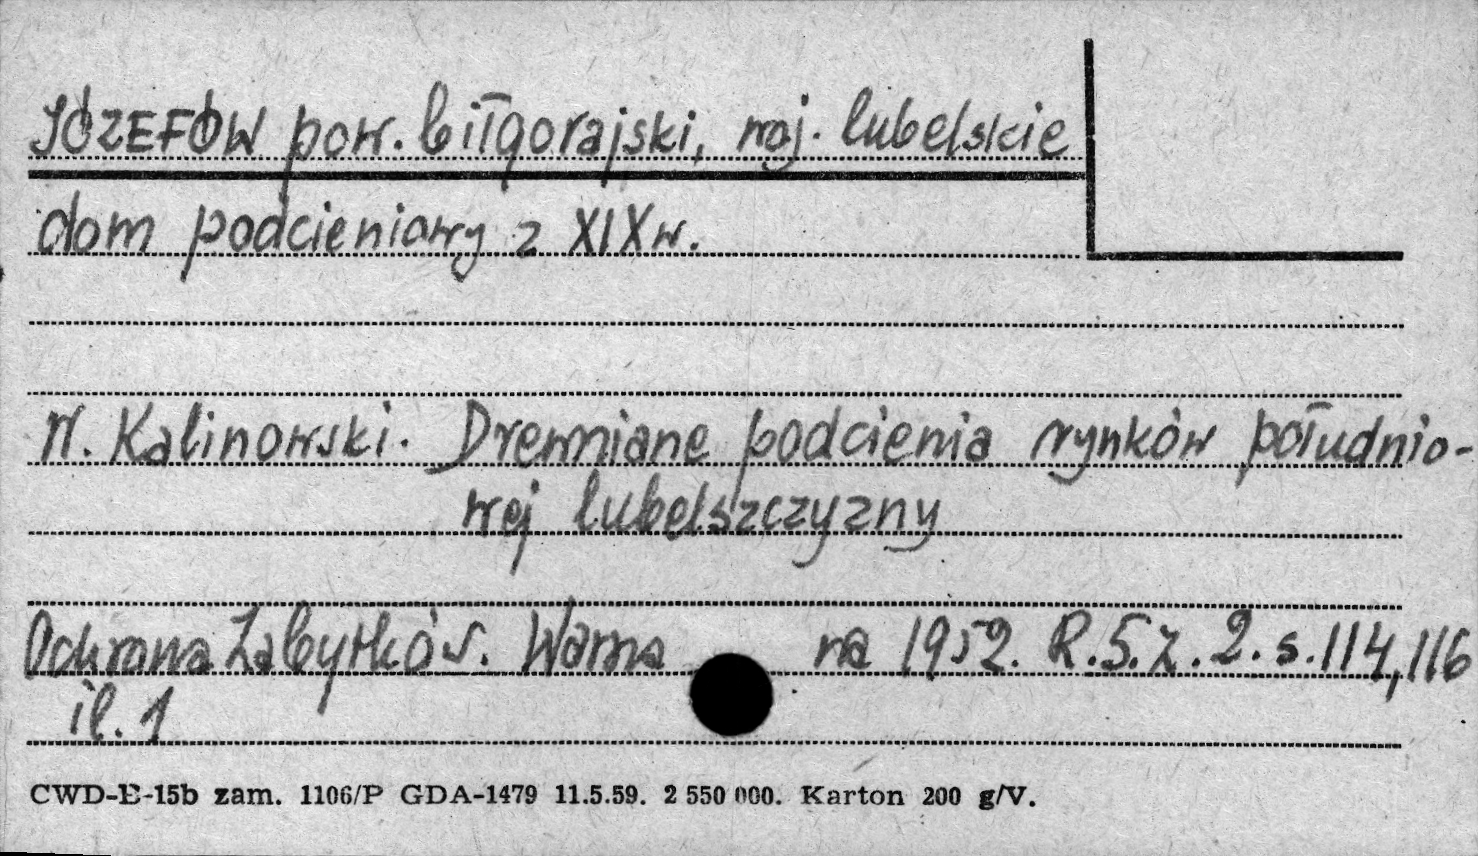 JÓZEFÓW pow. biłgorajski, woj. lubelskie
dom podcieniowy z XIX w.
W. Kalinowski. Drewniane podcienia rynków południo-
wej lubelszczyzny
Ochrona Zabytków. Warna na 1952. R.5. z. 2. s. 114, 116
il. 1
CWD-E-15b zam. 1106/P GDA-1479 11.5.59. 2 550 000. Karton 200 g/V.